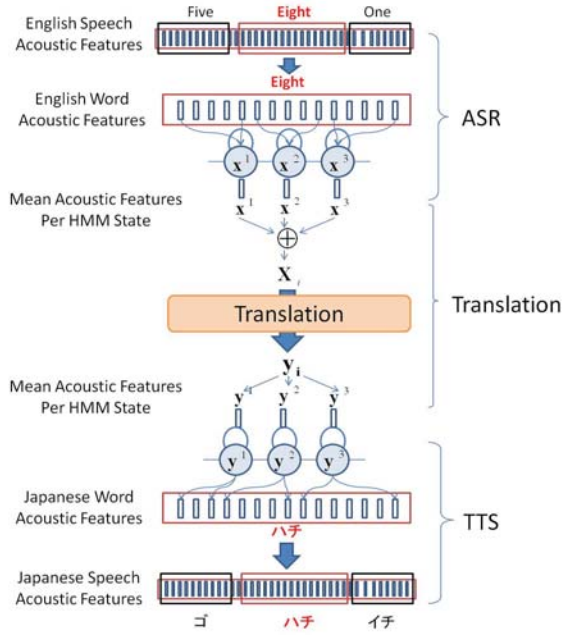 Five Eight One
English Speech
Acoustic Features
Eight
English Word
Acoustic Features
ASR
x¹ x² x³
Mean Acoustic Features
Per HMM State
x¹ x² x³
⊕
X_i
Translation
Translation
y_i
Mean Acoustic Features
Per HMM State
y¹ y² y³
y¹ y² y³
Japanese Word
Acoustic Features
ハチ
TTS
Japanese Speech
Acoustic Features
ゴ ハチ イチ